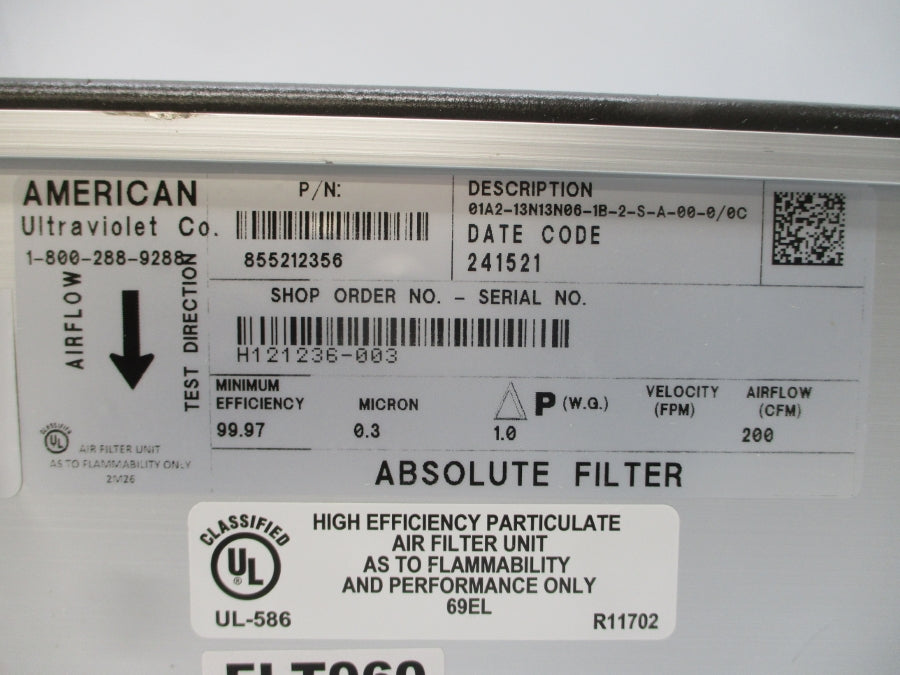 AMERICAN
Ultraviolet Co.
1-800-288-9288
AIRFLOW
TEST DIRECTION
CLASSIFIED
UL
AIR FILTER UNIT
AS TO FLAMMABILITY ONLY
2M26
P/N:
855212356
DESCRIPTION
01A2-13N13N06-1B-2-S-A-00-0/0C
DATE CODE
241521
SHOP ORDER NO. - SERIAL NO.
H121236-003
MINIMUM EFFICIENCY MICRON △P (W.G.) VELOCITY (FPM) AIRFLOW (CFM)
99.97 0.3 1.0 200
ABSOLUTE FILTER
CLASSIFIED
UL®
UL-586
HIGH EFFICIENCY PARTICULATE
AIR FILTER UNIT
AS TO FLAMMABILITY
AND PERFORMANCE ONLY
69EL
R11702